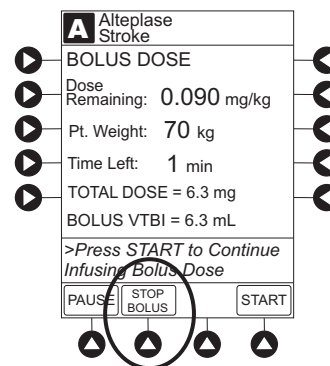 A Alteplase
Stroke
BOLUS DOSE
Dose
Remaining: 0.090 mg/kg
Pt. Weight: 70 kg
Time Left: 1 min
TOTAL DOSE = 6.3 mg
BOLUS VTBI = 6.3 mL
>Press START to Continue
Infusing Bolus Dose
PAUSE STOP BOLUS START